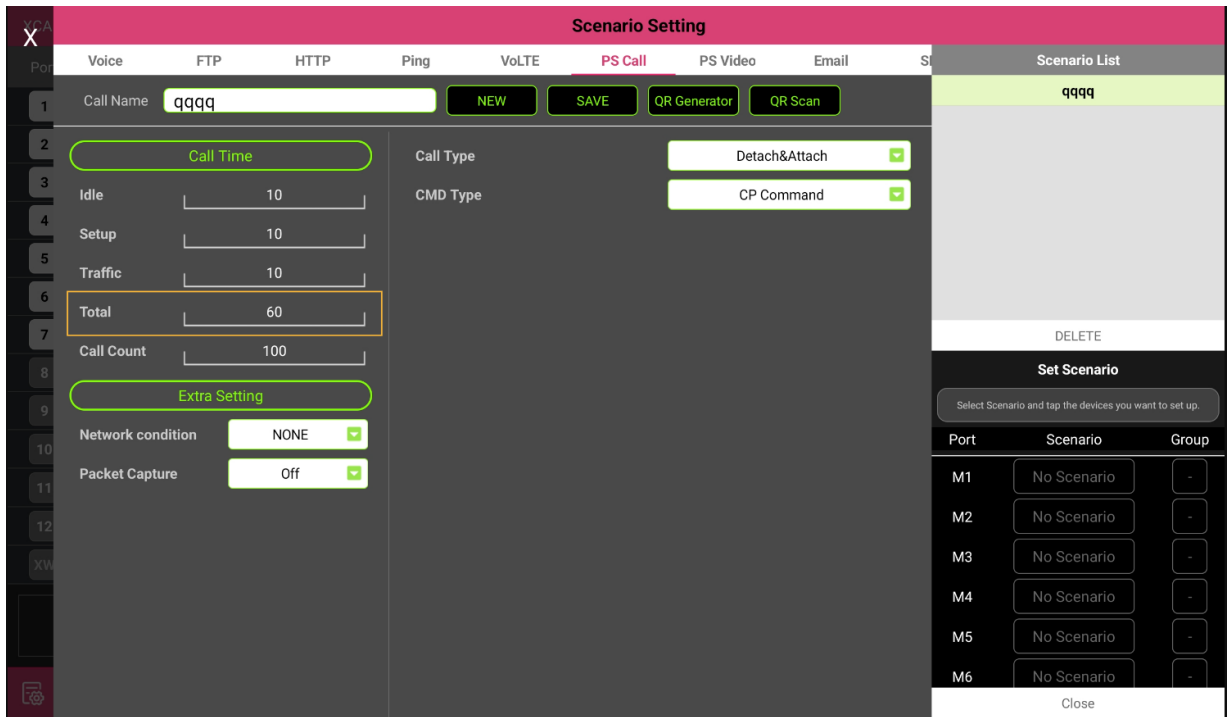 Scenario Setting
X
XCA
Por
Voice FTP HTTP Ping VoLTE PS Call PS Video Email
Call Name qqqq NEW SAVE QR Generator QR Scan
Call Time
Idle 10
Setup 10
Traffic 10
Total 60
Call Count 100
Extra Setting
Network condition NONE
Packet Capture Off
Call Type Detach&Attach
CMD Type CP Command
Scenario List
qqqq
DELETE
Set Scenario
Select Scenario and tap the devices you want to set up.
Port Scenario Group
M1 No Scenario -
M2 No Scenario -
M3 No Scenario -
M4 No Scenario -
M5 No Scenario -
M6 No Scenario -
Close
1
2
3
4
5
6
7
8
9
10
11
12
XW